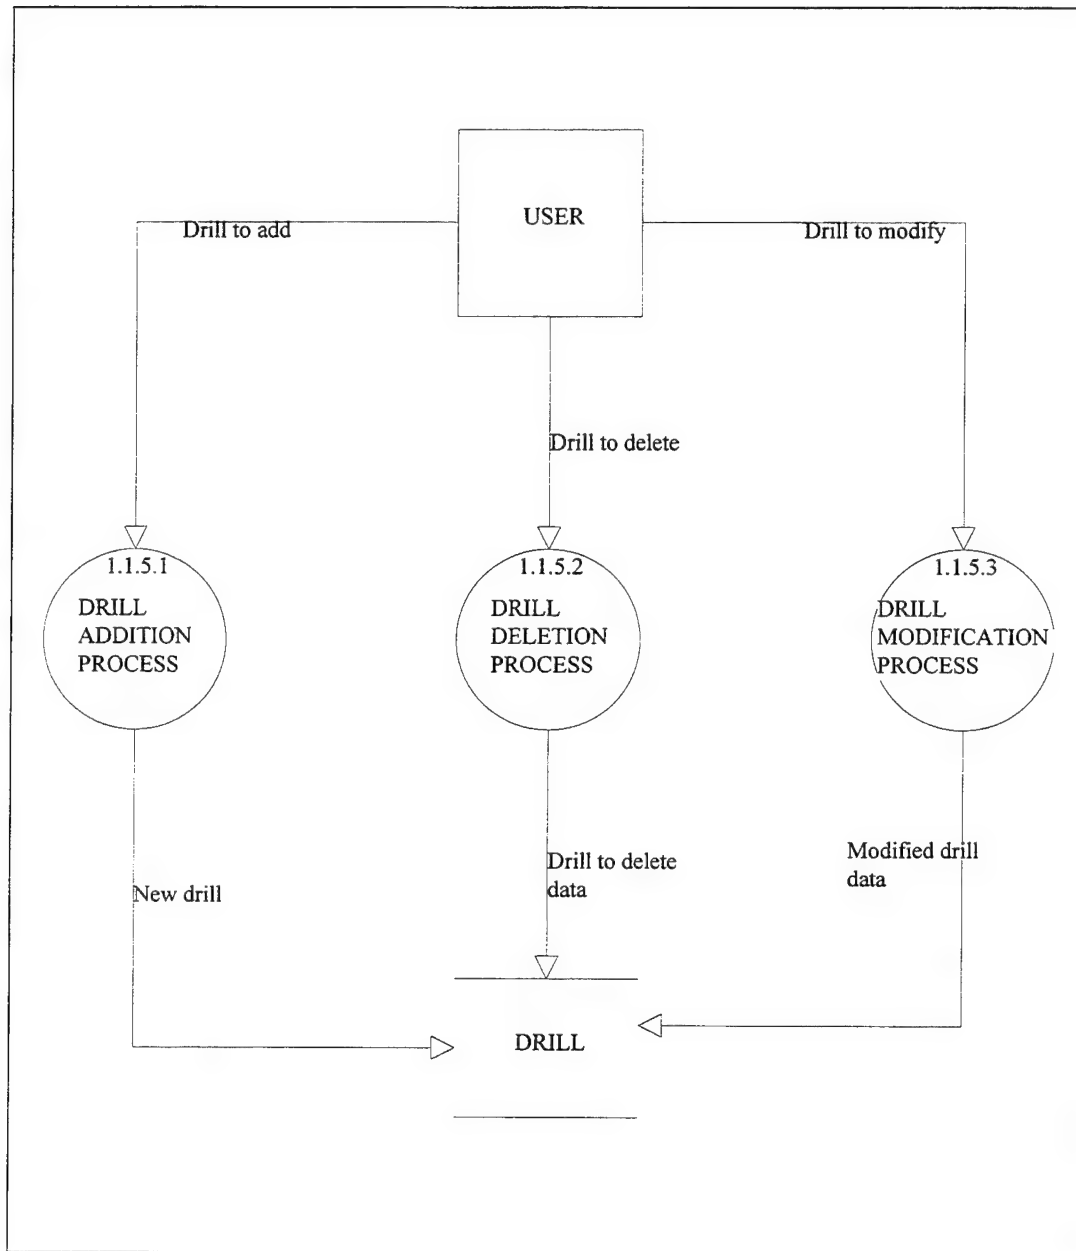 USER
Drill to add
Drill to modify
Drill to delete
1.1.5.1
DRILL
ADDITION
PROCESS
1.1.5.2
DRILL
DELETION
PROCESS
1.1.5.3
DRILL
MODIFICATION
PROCESS
New drill
Drill to delete
data
Modified drill
data
DRILL